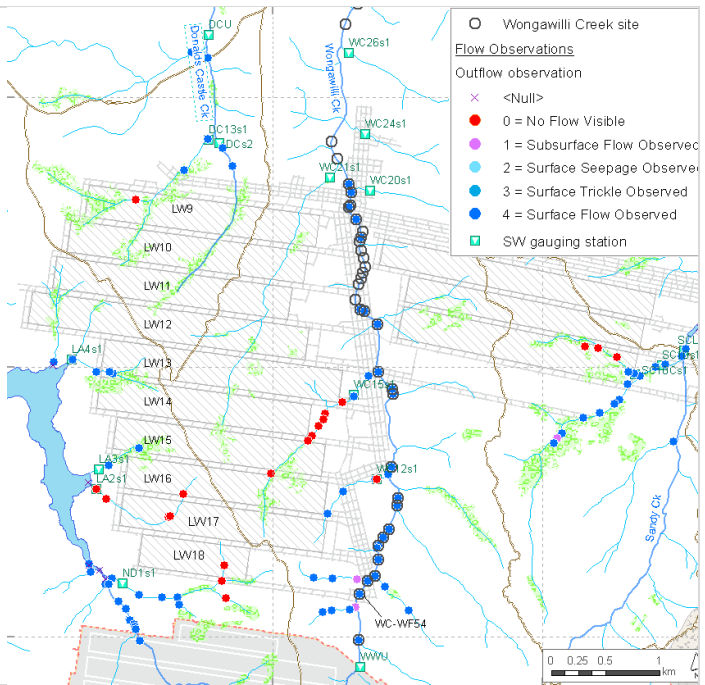 Wongawilli Creek site
Flow Observations
Outflow observation
<Null>
0 = No Flow Visible
1 = Subsurface Flow Observec
2 = Surface Seepage Observec
3 = Surface Trickle Observed
4 = Surface Flow Observed
SW gauging station
DCU
Donalds Castle Ck
Wongawilli Ck
WC26s1
WC24s1
DC13s1
DCs2
WC21s1
WC20s1
LW9
LW10
LW11
LW12
LW13
LA4s1
SCL
LW14
WC15s1
LW15
LA3s1
LW16
LA2s1
LW17
Sandy Ck
LW18
ND1s1
WC-WF54
WWU
0 0.25 0.5 1
km